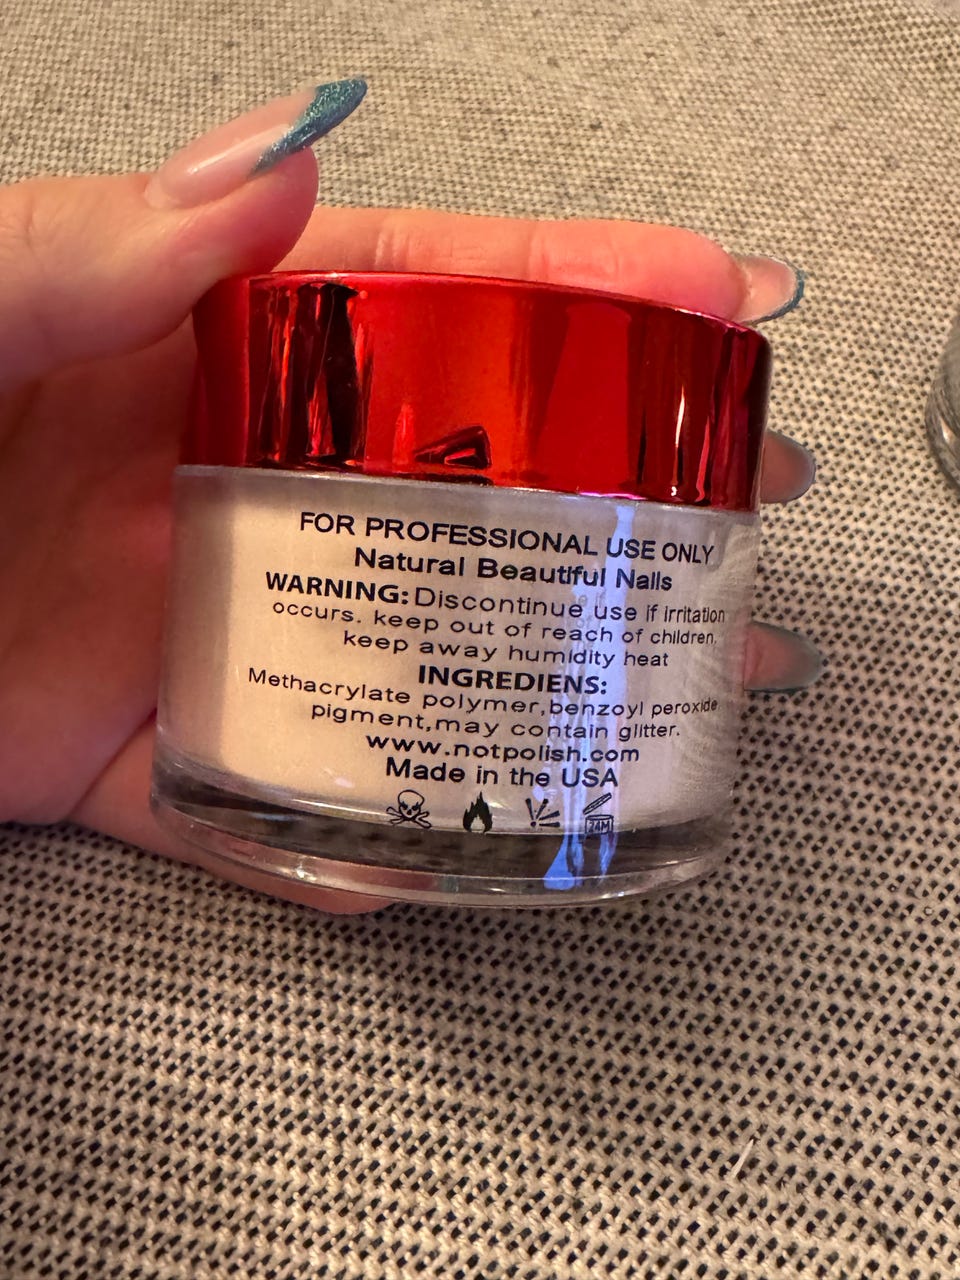 FOR PROFESSIONAL USE ONLY
Natural Beautiful Nails
WARNING: Discontinue use if irritation
occurs. keep out of reach of children,
keep away humidity heat
INGREDIENS:
Methacrylate polymer,benzoyl peroxide
pigment,may contain glitter.
www.notpolish.com
Made in the USA
24M